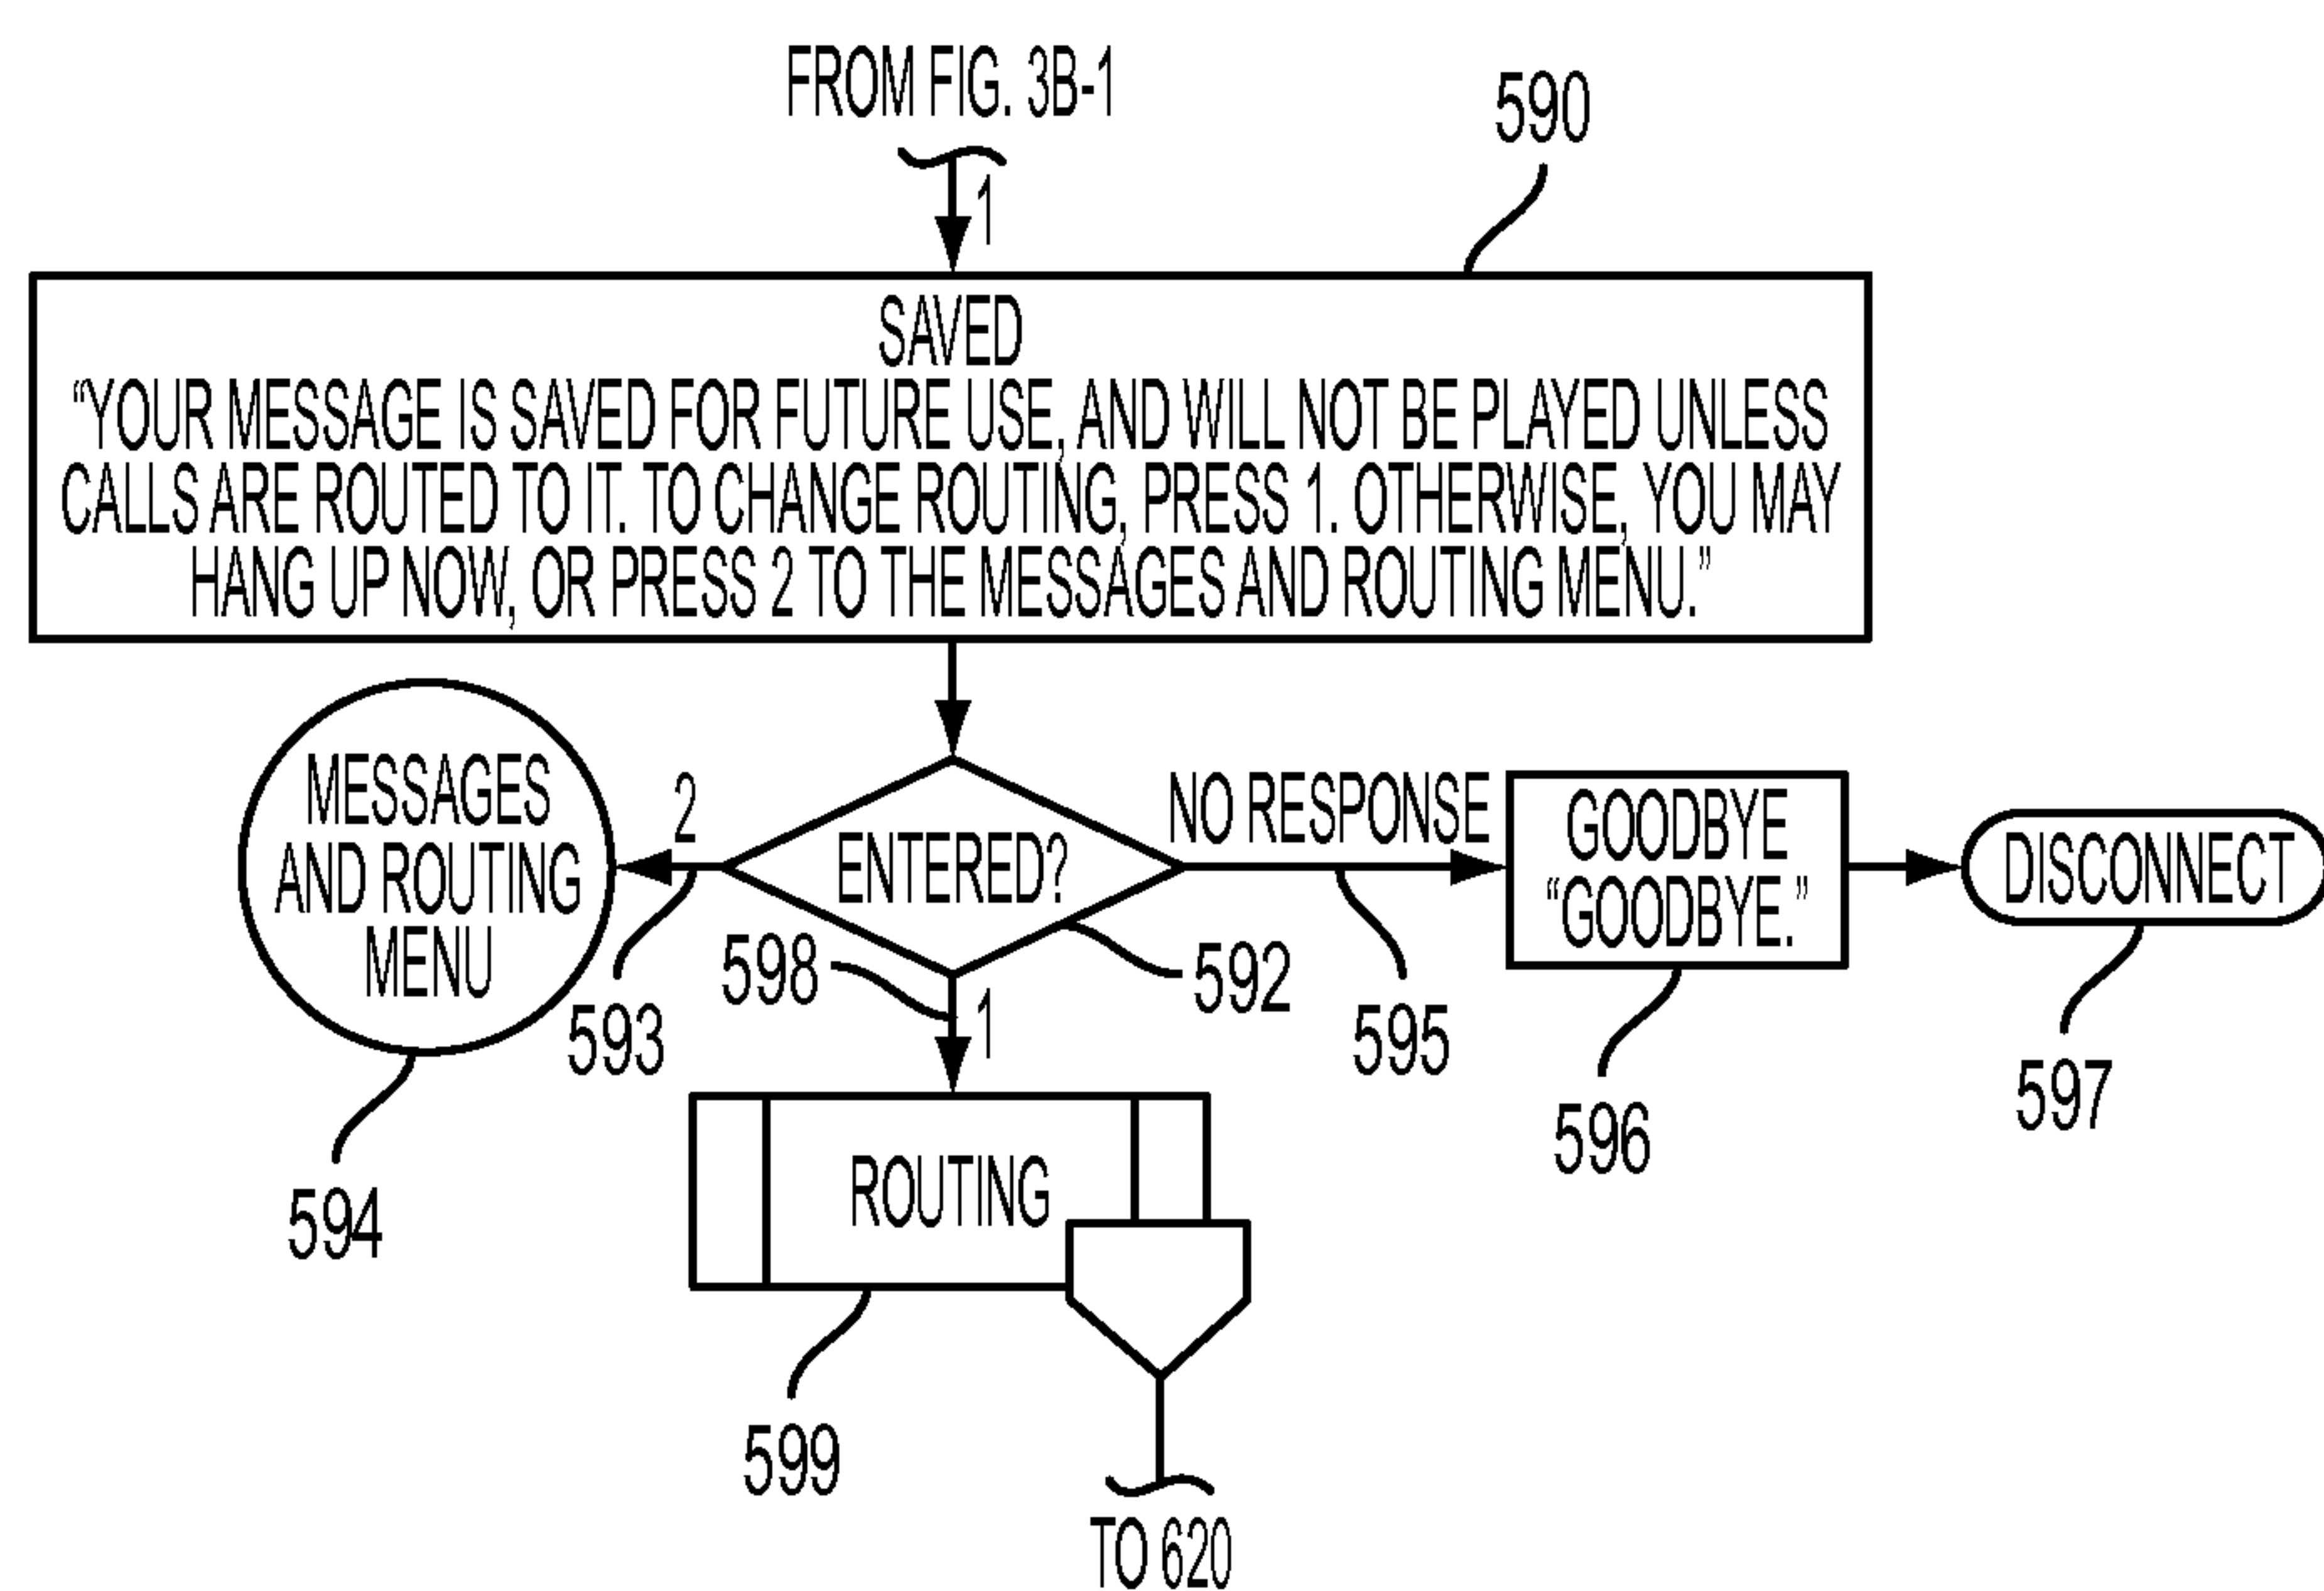 FROM FIG. 3B-1
590
1
SAVED
“YOUR MESSAGE IS SAVED FOR FUTURE USE, AND WILL NOT BE PLAYED UNLESS
CALLS ARE ROUTED TO IT. TO CHANGE ROUTING, PRESS 1. OTHERWISE, YOU MAY
HANG UP NOW, OR PRESS 2 TO THE MESSAGES AND ROUTING MENU.”
MESSAGES
AND ROUTING
MENU
2
ENTERED?
NO RESPONSE
GOODBYE
“GOODBYE.”
DISCONNECT
598
592
593
1
595
597
596
594
ROUTING
599
TO 620